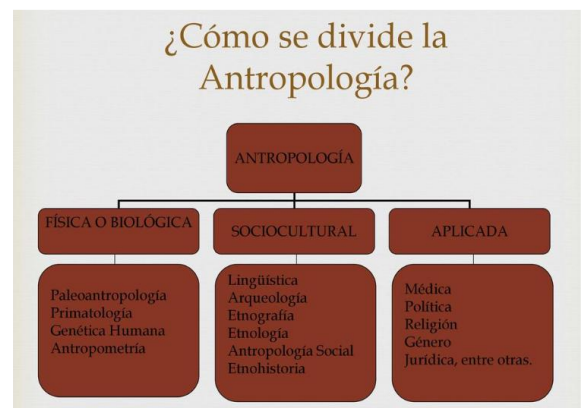 ¿Cómo se divide la
Antropología?
ANTROPOLOGÍA
FÍSICA O BIOLÓGICA
SOCIOCULTURAL
APLICADA
Paleoantropología
Primatología
Genética Humana
Antropometría
Lingüística
Arqueología
Etnografía
Etnología
Antropología Social
Etnohistoria
Médica
Política
Religión
Género
Jurídica, entre otras.